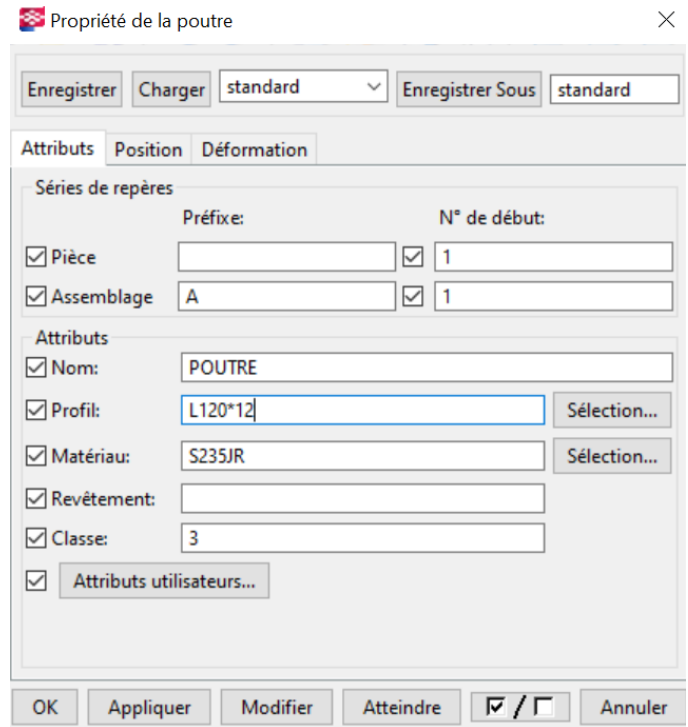 Propriété de la poutre
Enregistrer Charger standard Enregistrer Sous standard
Attributs Position Déformation
Séries de repères
Préfixe: N° de début:
Pièce 1
Assemblage A 1
Attributs
Nom: POUTRE
Profil: L120*12 Sélection...
Matériau: S235JR Sélection...
Revêtement:
Classe: 3
Attributs utilisateurs...
OK Appliquer Modifier Atteindre / Annuler